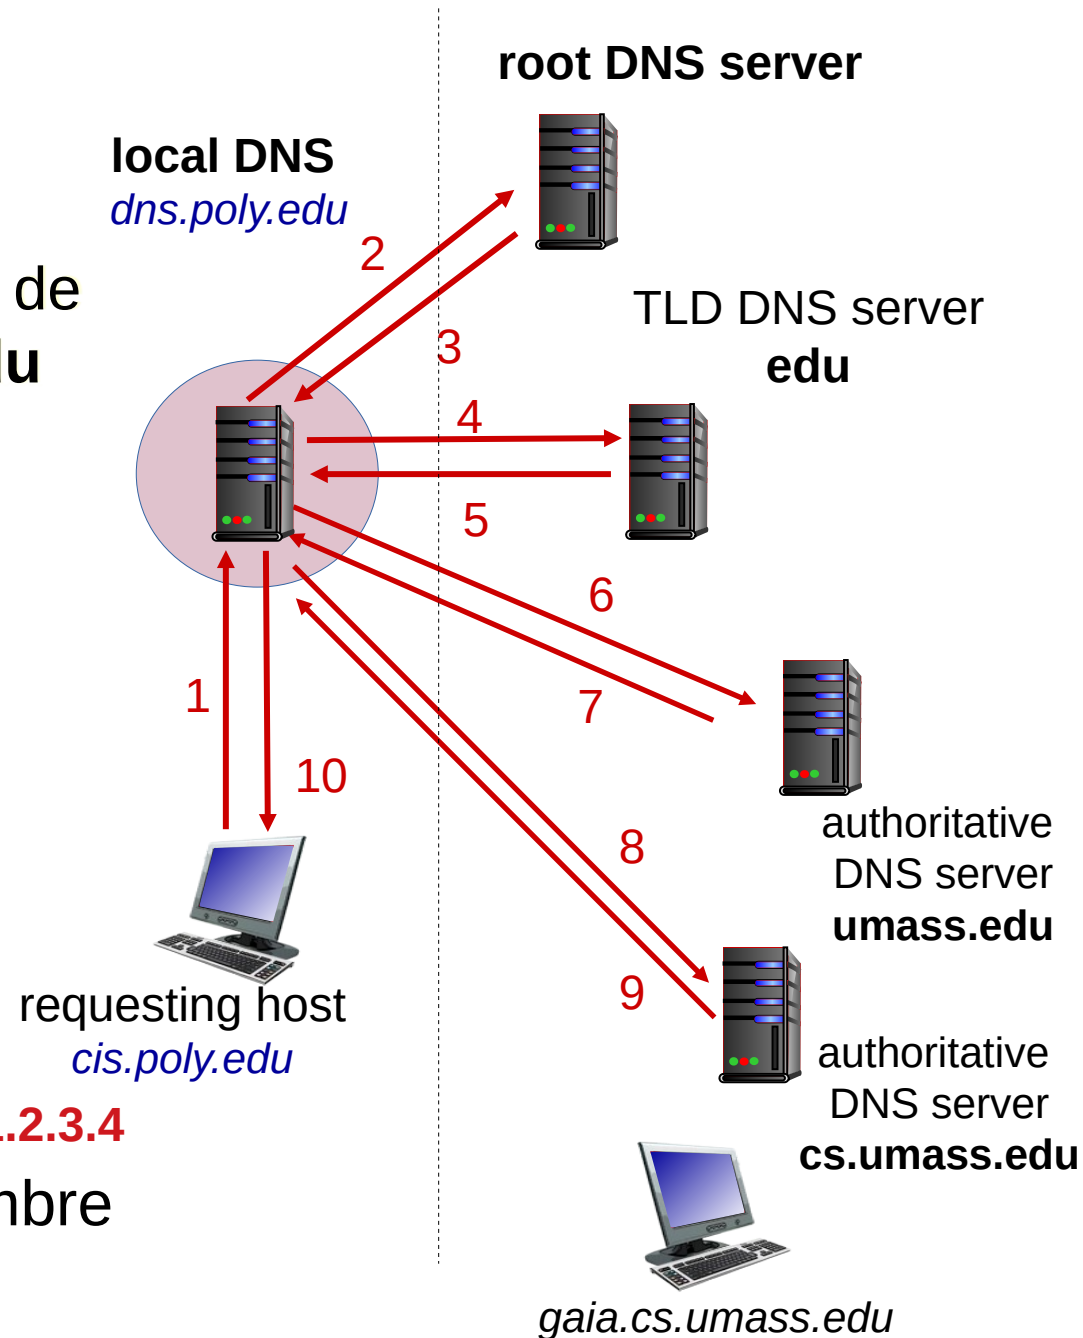 root DNS server
local DNS
dns.poly.edu
2
de
TLD DNS server
edu
3
4
5
6
7
1
10
8
authoritative
DNS server
umass.edu
9
requesting host
cis.poly.edu
authoritative
DNS server
cs.umass.edu
.2.3.4
mbre
gaia.cs.umass.edu